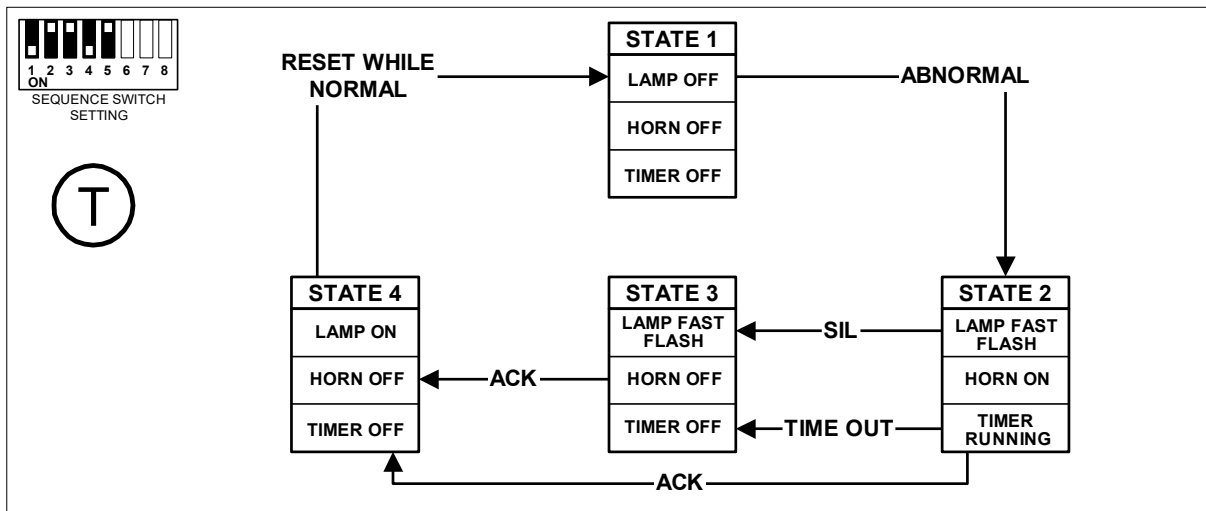 1 2 3 4 5 6 7 8
ON
SEQUENCE SWITCH
SETTING
T
RESET WHILE
NORMAL
STATE 1
LAMP OFF
HORN OFF
TIMER OFF
ABNORMAL
STATE 4
LAMP ON
HORN OFF
TIMER OFF
ACK
STATE 3
LAMP FAST
FLASH
HORN OFF
TIMER OFF
SIL
TIME OUT
STATE 2
LAMP FAST
FLASH
HORN ON
TIMER
RUNNING
ACK